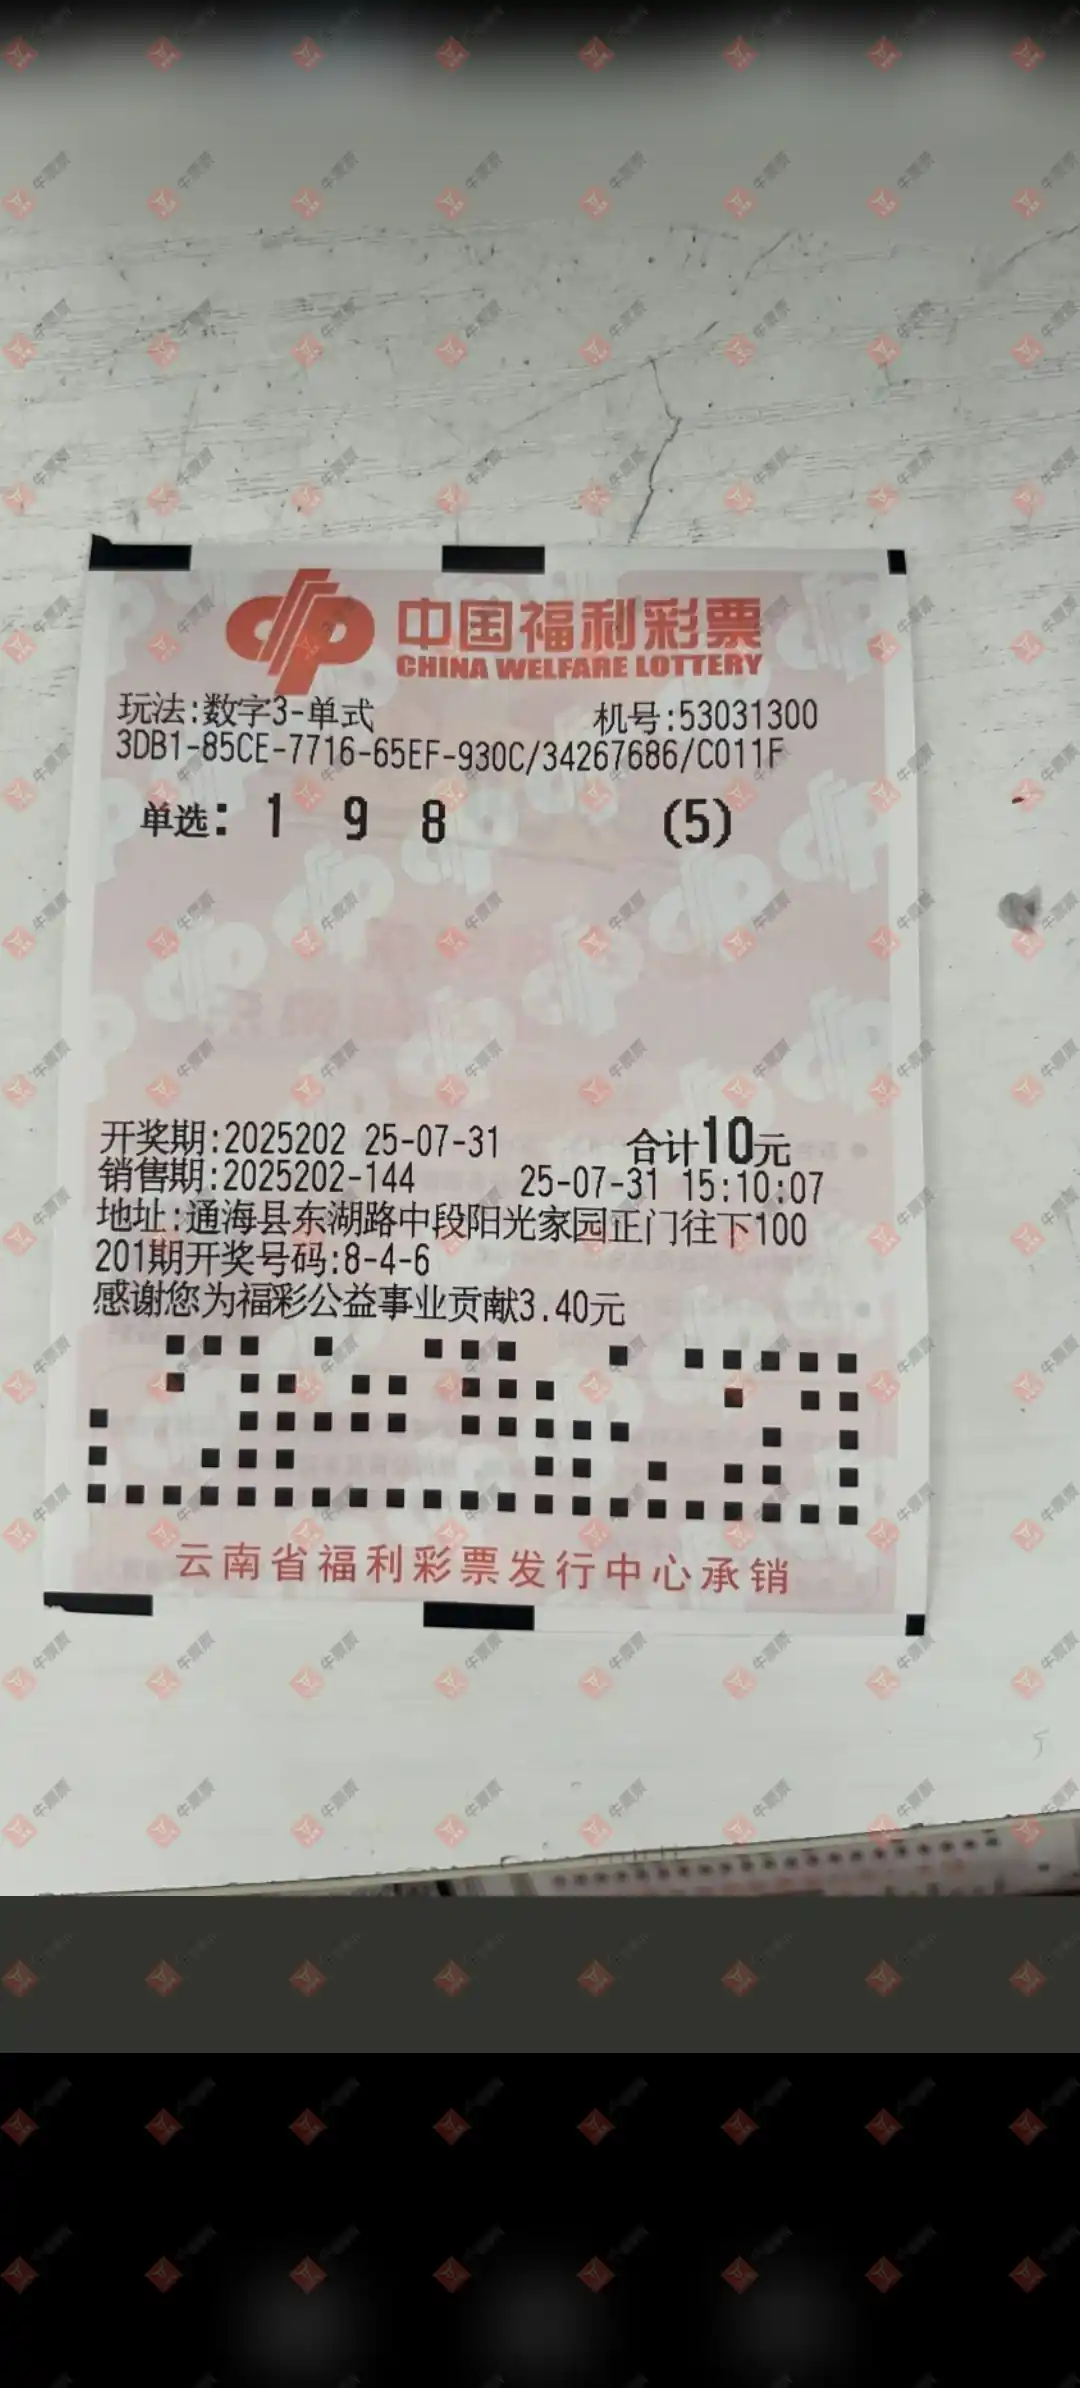 中国福利彩票
CHINA WELFARE LOTTERY
玩法:数字3-单式 机号:53031300
3DB1-85CE-7716-65EF-930C/34267686/C011F
单选: 1 9 8 (5)
开奖期:2025202 25-07-31 合计10元
销售期:2025202-144 25-07-31 15:10:07
地址:通海县东湖路中段阳光家园正门往下100
201期开奖号码:8-4-6
感谢您为福彩公益事业贡献3.40元
云南省福利彩票发行中心承销
牛票票